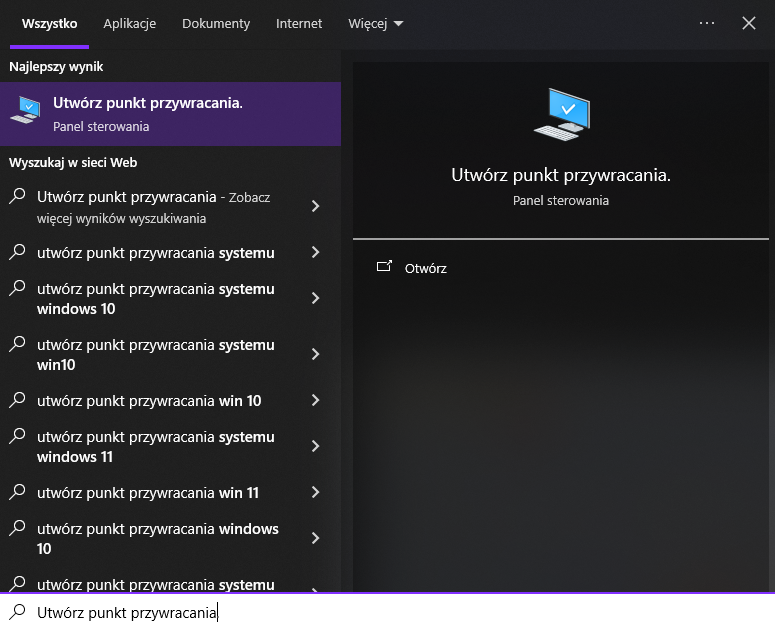 Wszystko Aplikacje Dokumenty Internet Więcej
Najlepszy wynik
Utwórz punkt przywracania.
Panel sterowania
Wyszukaj w sieci Web
Utwórz punkt przywracania - Zobacz
więcej wyników wyszukiwania
utwórz punkt przywracania systemu
utwórz punkt przywracania systemu
windows 10
utwórz punkt przywracania systemu
win10
utwórz punkt przywracania win 10
utwórz punkt przywracania systemu
windows 11
utwórz punkt przywracania win 11
utwórz punkt przywracania windows
10
utwórz punkt przywracania systemu
Utwórz punkt przywracania
Utwórz punkt przywracania.
Panel sterowania
Otwórz